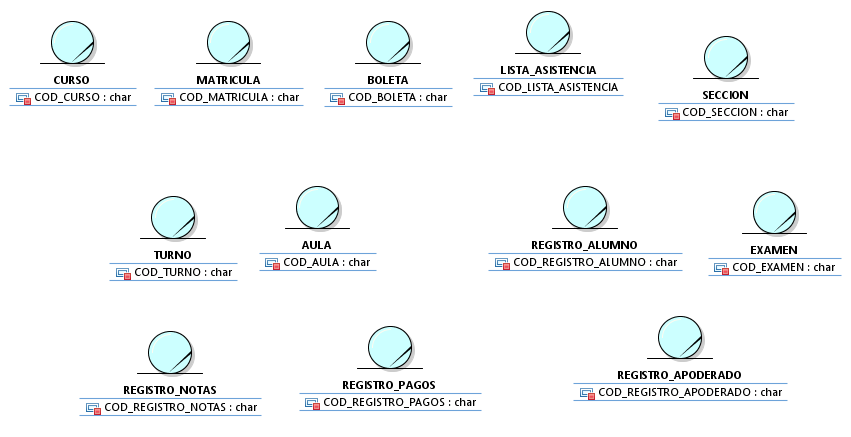 CURSO
COD_CURSO : char
MATRICULA
COD_MATRICULA : char
BOLETA
COD_BOLETA : char
LISTA_ASISTENCIA
COD_LISTA_ASISTENCIA
SECCION
COD_SECCION : char
TURNO
COD_TURNO : char
AULA
COD_AULA : char
REGISTRO_ALUMNO
COD_REGISTRO_ALUMNO : char
EXAMEN
COD_EXAMEN : char
REGISTRO_NOTAS
COD_REGISTRO_NOTAS : char
REGISTRO_PAGOS
COD_REGISTRO_PAGOS : char
REGISTRO_APODERADO
COD_REGISTRO_APODERADO : char